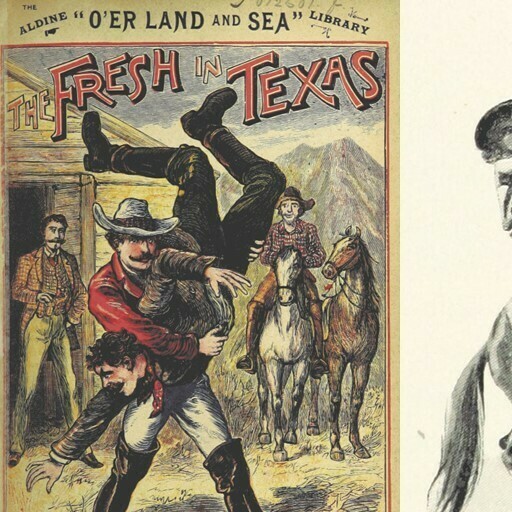 THE
ALDINE "O'ER LAND AND SEA" LIBRARY
THE FRESH IN TEXAS